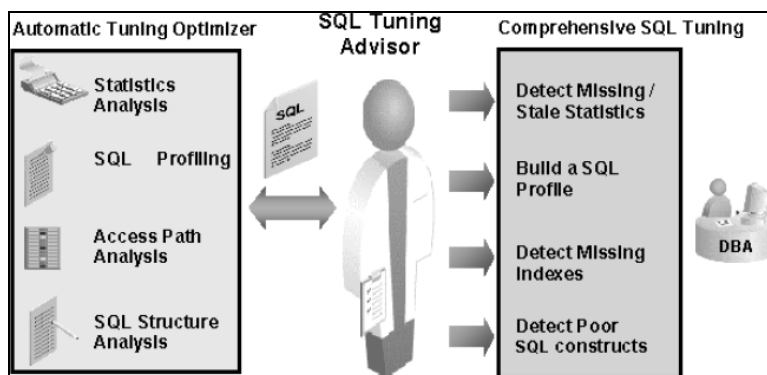 Automatic Tuning Optimizer
Statistics
Analysis
SQL Profiling
Access Path
Analysis
SQL Structure
Analysis
SQL Tuning
Advisor
SQL
Comprehensive SQL Tuning
Detect Missing /
Stale Statistics
Build a SQL
Profile
Detect Missing
Indexes
Detect Poor
SQL constructs
DBA